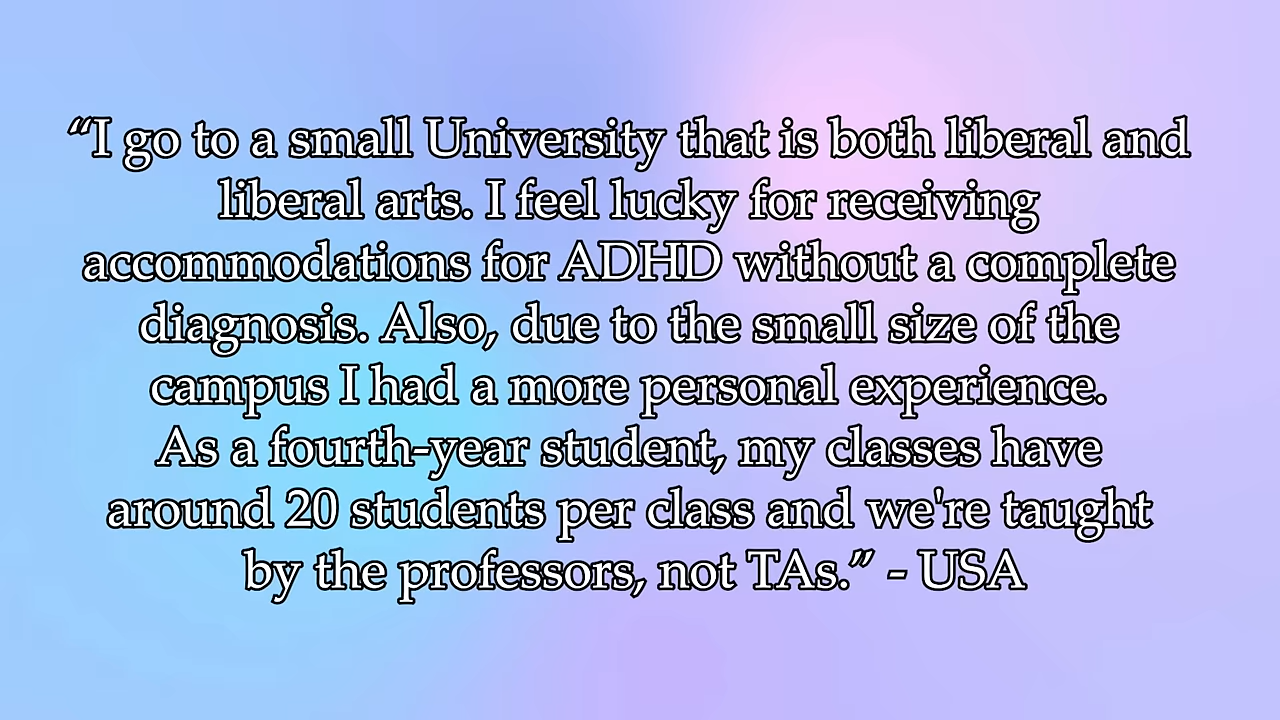 “I go to a small University that is both liberal and
liberal arts. I feel lucky for receiving
accommodations for ADHD without a complete
diagnosis. Also, due to the small size of the
campus I had a more personal experience.
As a fourth-year student, my classes have
around 20 students per class and we're taught
by the professors, not TAs.” - USA